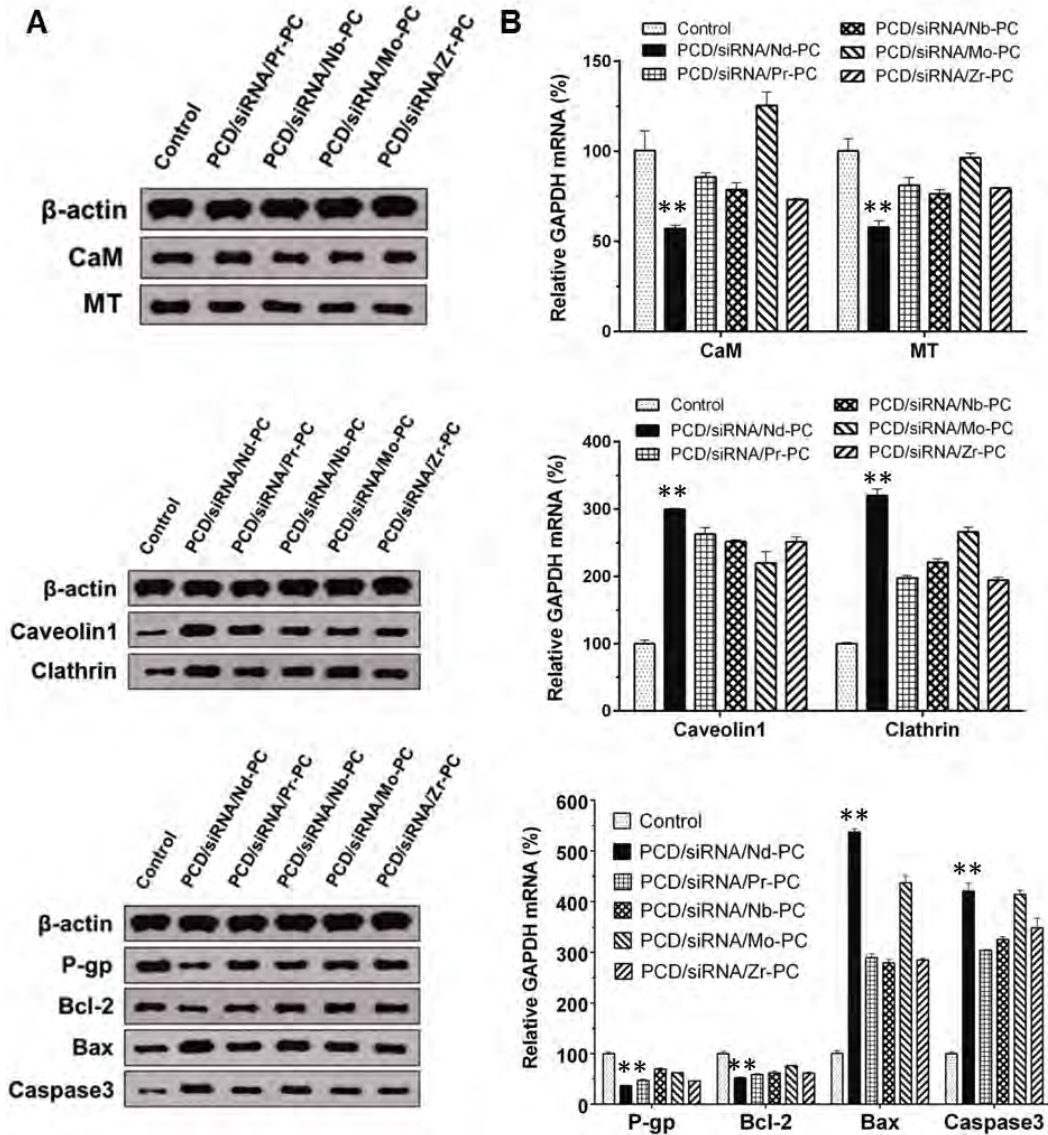 A
Control
PCD/siRNA/Pr-PC
PCD/siRNA/Nb-PC
PCD/siRNA/Mo-PC
PCD/siRNA/Zr-PC
β-actin
CaM
MT
Control
PCD/siRNA/Nd-PC
PCD/siRNA/Pr-PC
PCD/siRNA/Nb-PC
PCD/siRNA/Mo-PC
PCD/siRNA/Zr-PC
β-actin
Caveolin1
Clathrin
Control
PCD/siRNA/Nd-PC
PCD/siRNA/Pr-PC
PCD/siRNA/Nb-PC
PCD/siRNA/Mo-PC
PCD/siRNA/Zr-PC
β-actin
P-gp
Bcl-2
Bax
Caspase3
B
Control
PCD/siRNA/Nd-PC
PCD/siRNA/Pr-PC
PCD/siRNA/Nb-PC
PCD/siRNA/Mo-PC
PCD/siRNA/Zr-PC
Relative GAPDH mRNA (%)
150
100
50
0
** **
CaM MT
Control
PCD/siRNA/Nd-PC
PCD/siRNA/Pr-PC
PCD/siRNA/Nb-PC
PCD/siRNA/Mo-PC
PCD/siRNA/Zr-PC
Relative GAPDH mRNA (%)
400
300
200
100
0
** **
Caveolin1 Clathrin
Control
PCD/siRNA/Nd-PC
PCD/siRNA/Pr-PC
PCD/siRNA/Nb-PC
PCD/siRNA/Mo-PC
PCD/siRNA/Zr-PC
Relative GAPDH mRNA (%)
600
500
400
300
200
100
0
** ** ** **
P-gp Bcl-2 Bax Caspase3